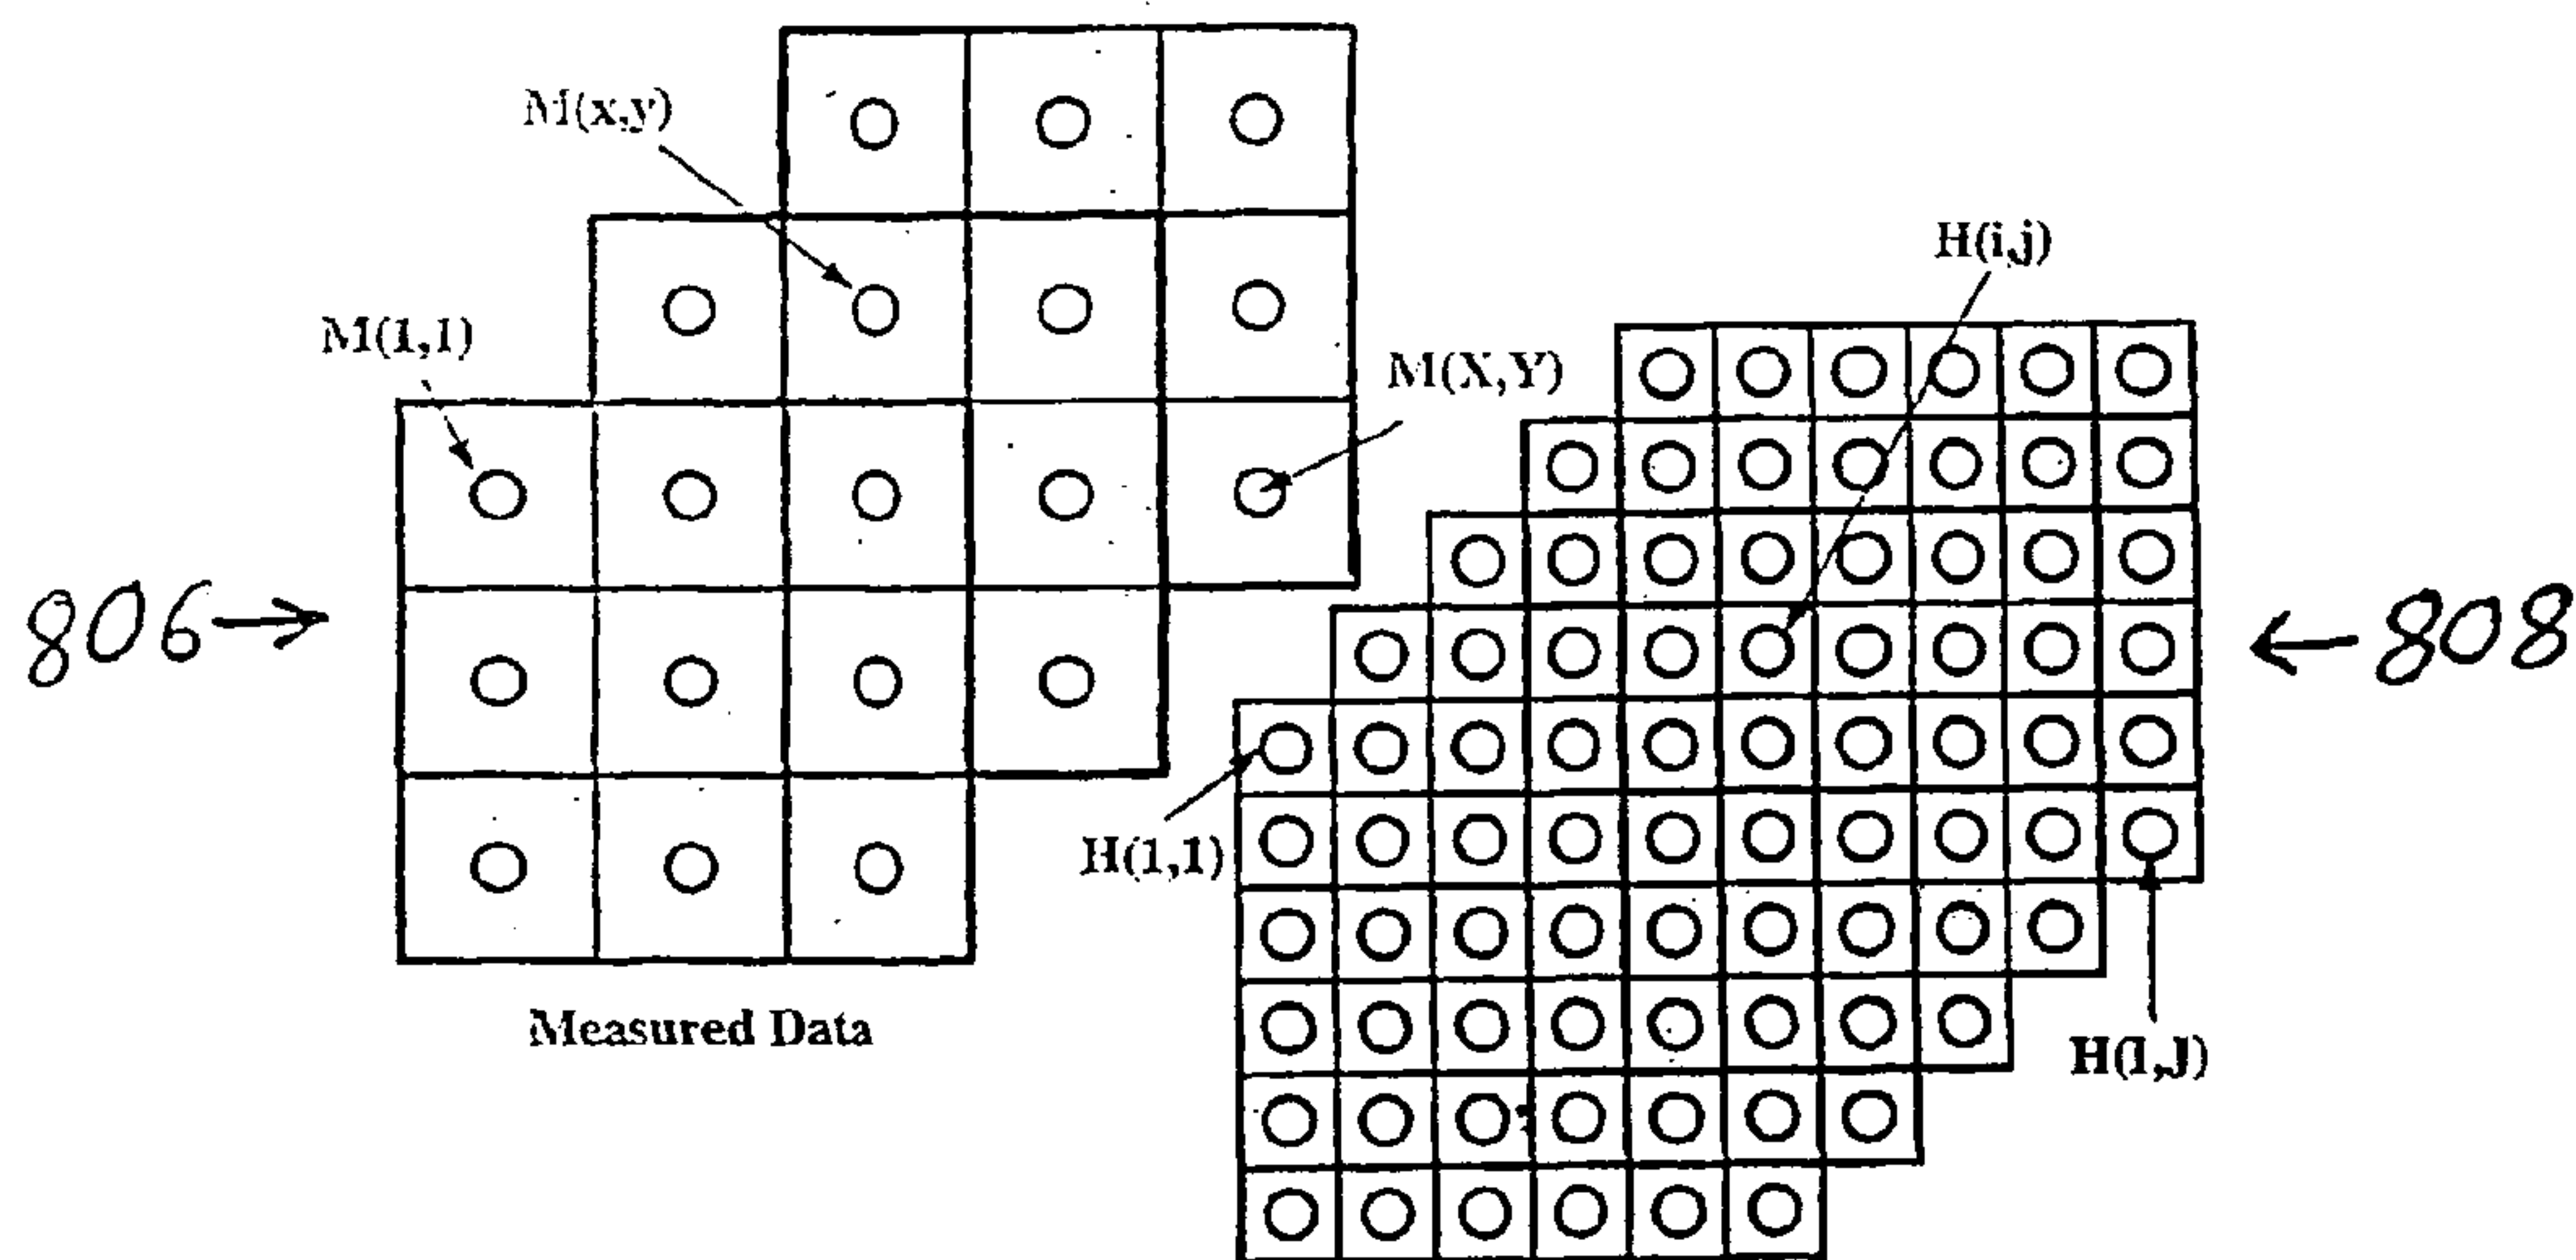 M(x,y)
M(1,1)
M(X,Y)
806
Measured Data
H(i,j)
H(1,1)
808
H(I,J)